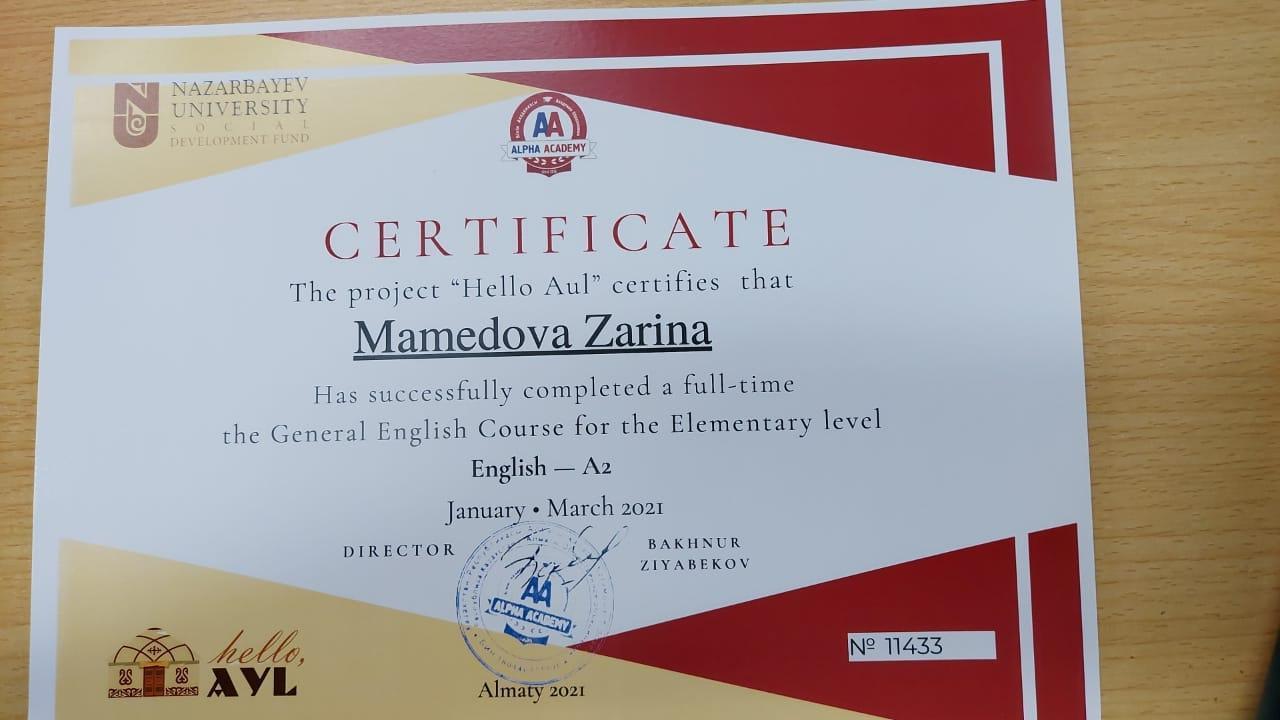 NAZARBAYEV
UNIVERSITY
SOCIAL
DEVELOPMENT FUND
AA
ALPHA ACADEMY
CERTIFICATE
The project “Hello Aul” certifies that
Mamedova Zarina
Has successfully completed a full-time
the General English Course for the Elementary level
English — A2
January • March 2021
DIRECTOR
BAKHNUR
ZIYABEKOV
AA
ALPHA ACADEMY
hello,
AYL
№ 11433
Almaty 2021